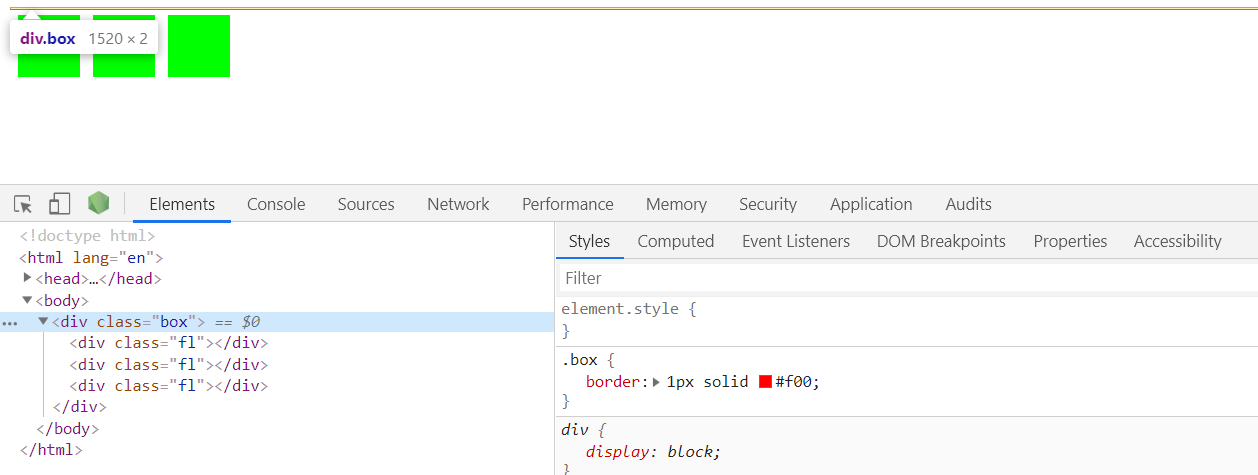 div.box 1520 × 2
Elements Console Sources Network Performance Memory Security Application Audits
<!doctype html>
<html lang="en">
<head>…</head>
<body>
<div class="box"> == $0
<div class="fl"></div>
<div class="fl"></div>
<div class="fl"></div>
</div>
</body>
</html>
Styles Computed Event Listeners DOM Breakpoints Properties Accessibility
Filter
element.style {
}
.box {
border: 1px solid #f00;
}
div {
display: block;
}